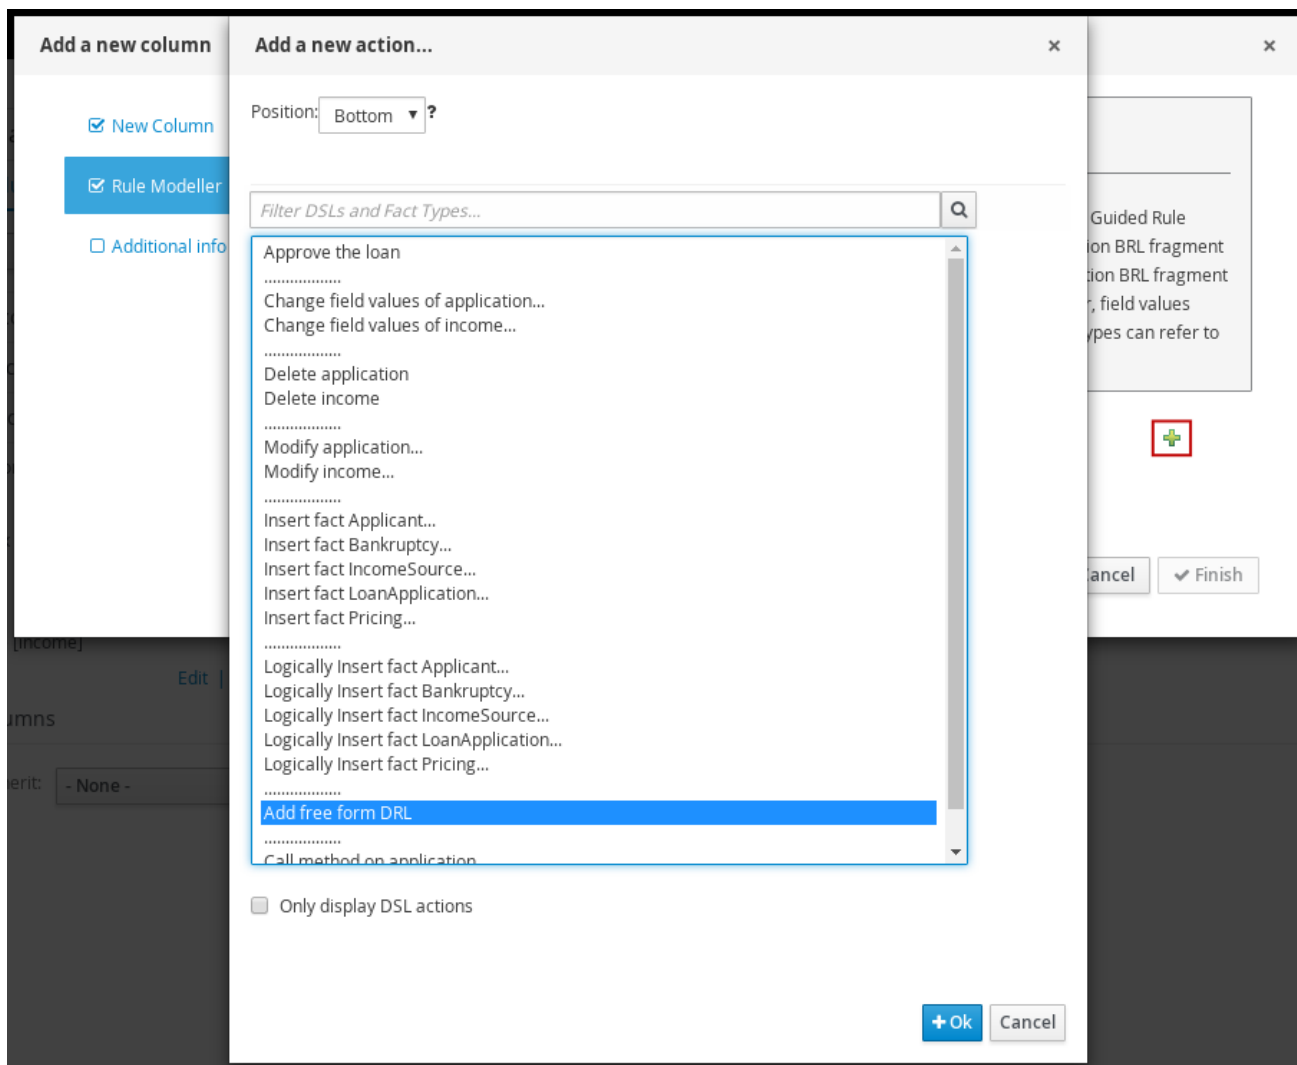 Add a new column
Add a new action...
×
×
Position: Bottom ?
New Column
Rule Modeller
Additional info
Filter DSLs and Fact Types...
Guided Rule
ion BRL fragment
tion BRL fragment
, field values
ypes can refer to
Approve the loan
..................
Change field values of application...
Change field values of income...
..................
Delete application
Delete income
..................
Modify application...
Modify income...
..................
Insert fact Applicant...
Insert fact Bankruptcy...
Insert fact IncomeSource...
Insert fact LoanApplication...
Insert fact Pricing...
..................
Logically Insert fact Applicant...
Logically Insert fact Bankruptcy...
Logically Insert fact IncomeSource...
Logically Insert fact LoanApplication...
Logically Insert fact Pricing...
..................
Add free form DRL
..................
Call method on application
Only display DSL actions
+ Ok
Cancel
ancel
Finish
[income]
Edit |
umns
erit: - None -